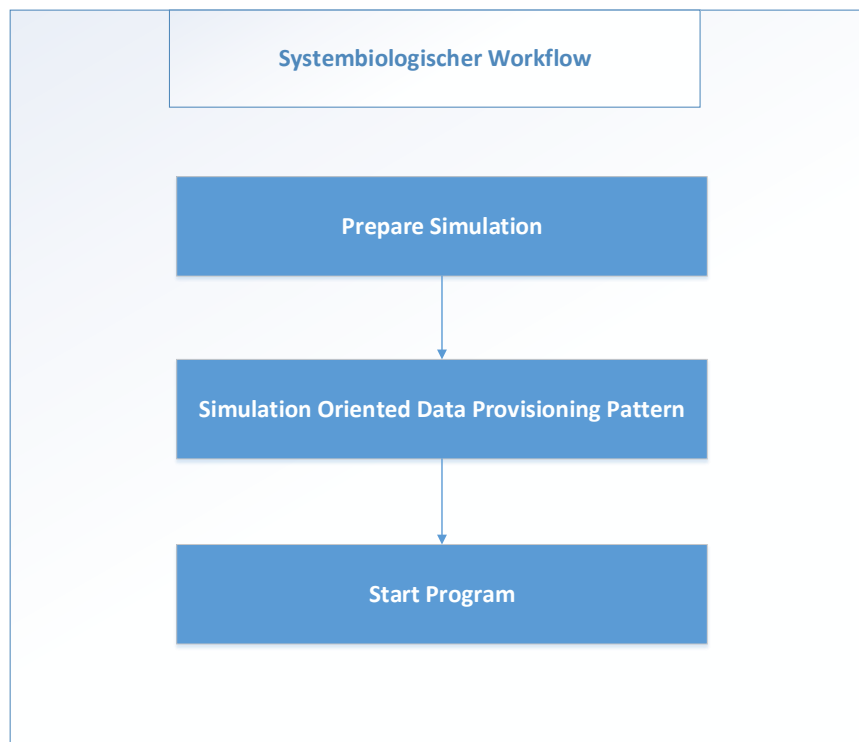 Systembiologischer Workflow
Prepare Simulation
Simulation Oriented Data Provisioning Pattern
Start Program